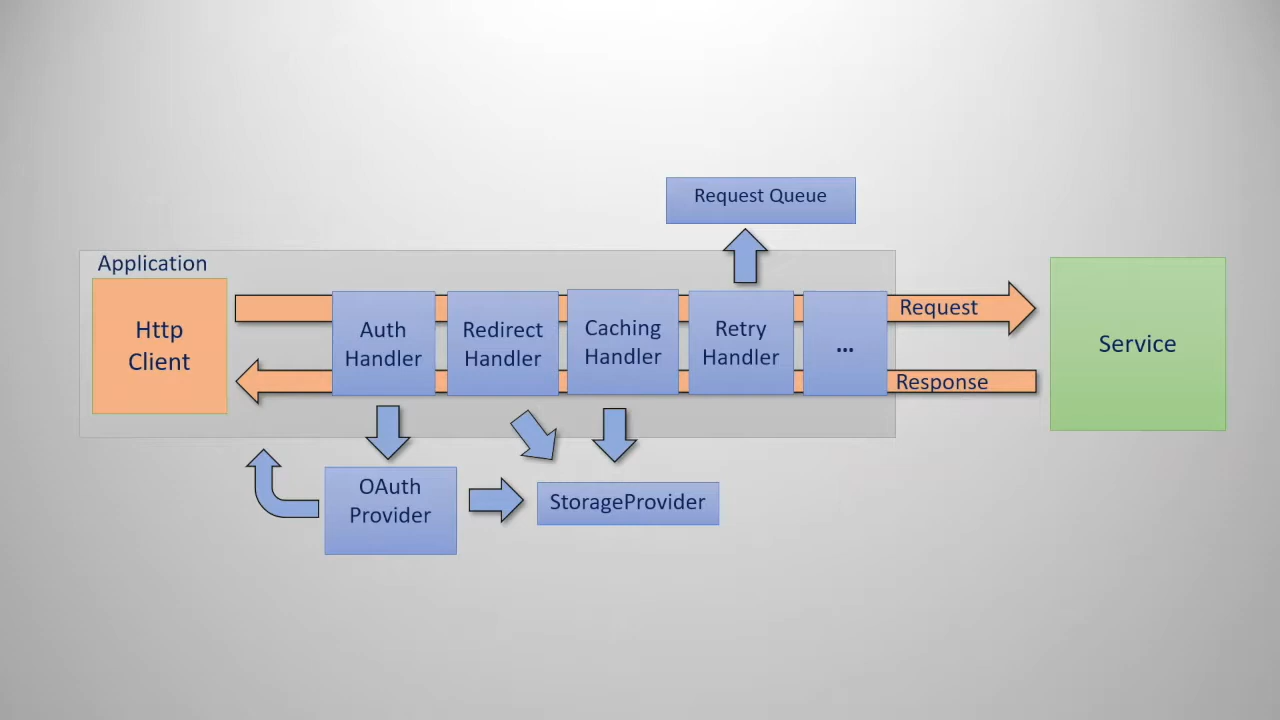 Request Queue
Application
Http
Client
Auth
Handler
Redirect
Handler
Caching
Handler
Retry
Handler
...
Request
Response
Service
OAuth
Provider
StorageProvider